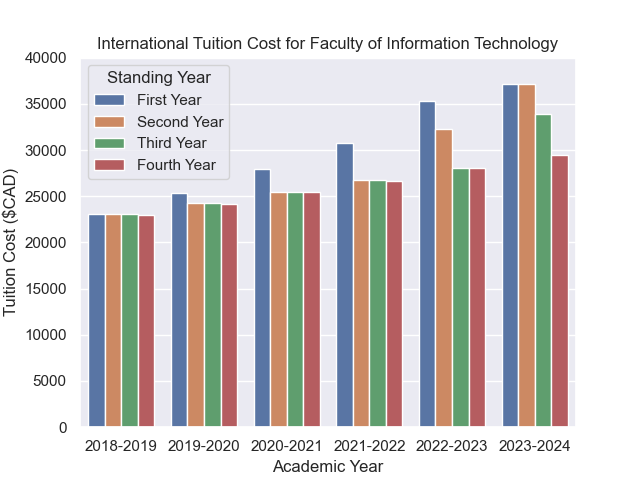 International Tuition Cost for Faculty of Information Technology
40000
35000
30000
25000
20000
15000
10000
5000
0
Tuition Cost ($CAD)
Standing Year
First Year
Second Year
Third Year
Fourth Year
2018-2019 2019-2020 2020-2021 2021-2022 2022-2023 2023-2024
Academic Year